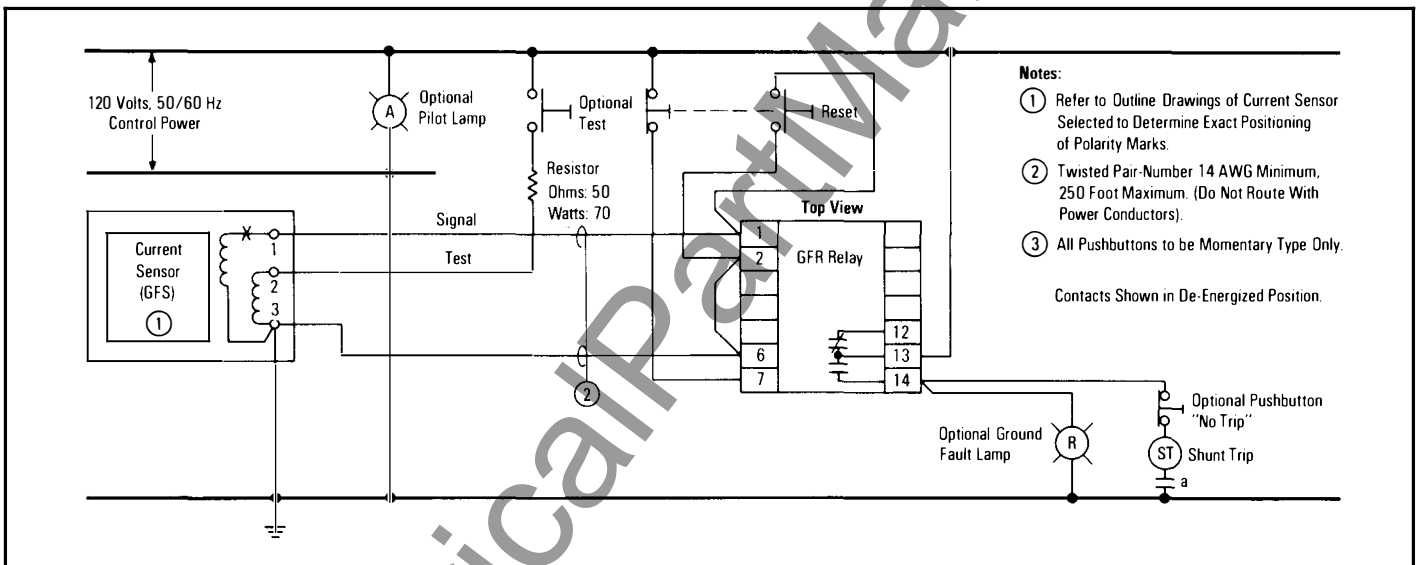 120 Volts, 50/60 Hz
Control Power
A
Optional
Pilot Lamp
Optional
Test
Reset
Resistor
Ohms: 50
Watts: 70
Signal
Test
Current
Sensor
(GFS)
1
1
2
3
2
Top View
GFR Relay
1
2
6
7
12
13
14
Optional Ground
Fault Lamp
R
Optional Pushbutton
"No Trip"
ST
Shunt Trip
a
Notes:
1 Refer to Outline Drawings of Current Sensor
Selected to Determine Exact Positioning
of Polarity Marks.
2 Twisted Pair-Number 14 AWG Minimum,
250 Foot Maximum. (Do Not Route With
Power Conductors).
3 All Pushbuttons to be Momentary Type Only.
Contacts Shown in De-Energized Position.